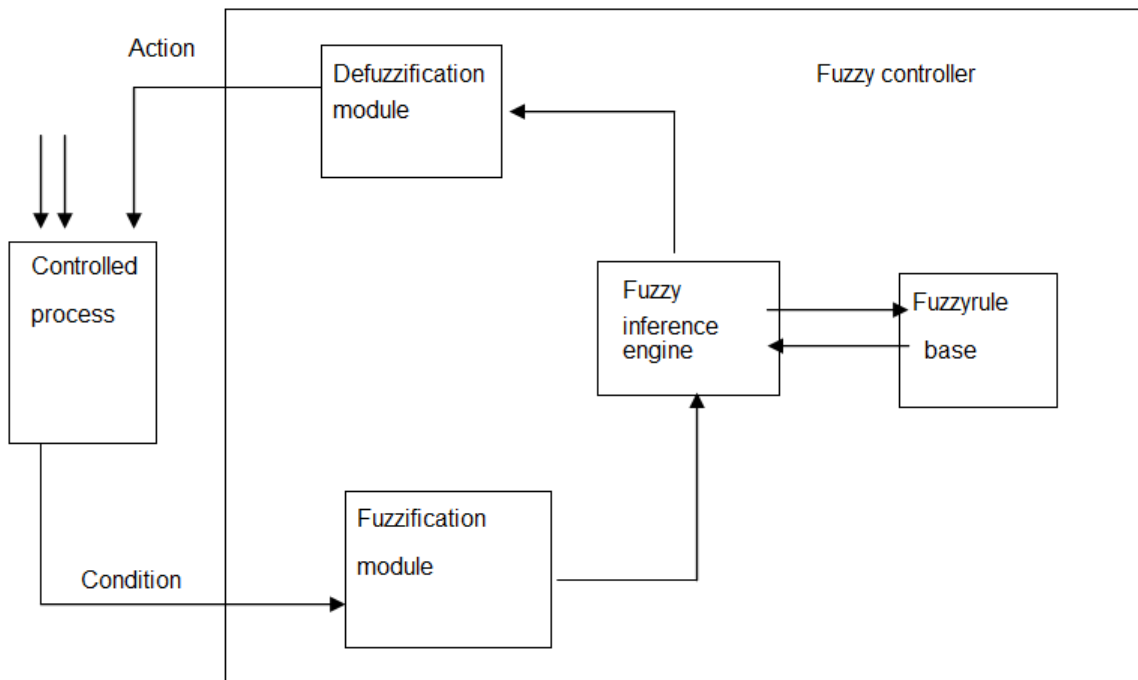 Action
Defuzzification
module
Fuzzy controller
Controlled
process
Fuzzy
inference
engine
Fuzzyrule
base
Fuzzification
module
Condition